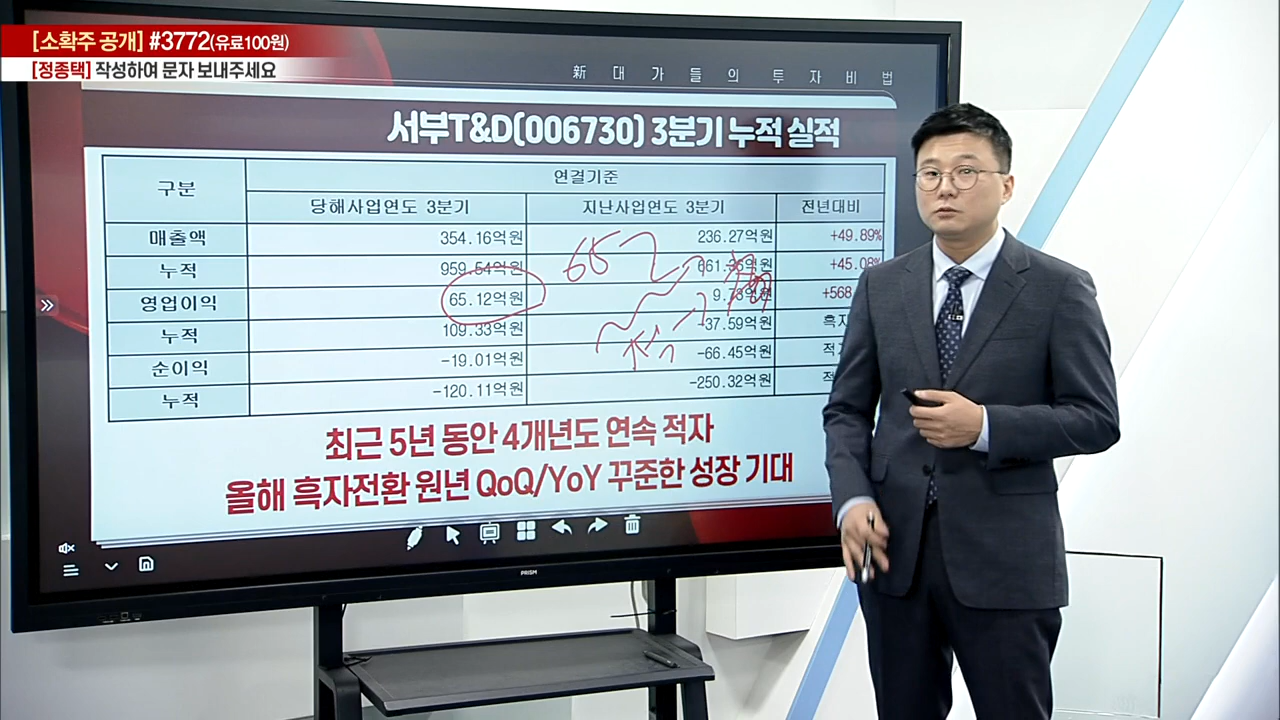 [소확주 공개] #3772(유료100원)
[정종택] 작성하여 문자 보내주세요
新 대가들의 투자비법
서부T&D(006730) 3분기 누적 실적
구분 연결기준
당해사업연도 3분기 지난사업연도 3분기 전년대비
매출액 354.16억원 236.27억원 +49.89%
누적 959.54억원 +45.08%
영업이익 65.12억원 +568
누적 109.33억원 -37.59억원
순이익 -19.01억원 -66.45억원
누적 -120.11억원 -250.32억원
최근 5년 동안 4개년도 연속 적자
올해 흑자전환 원년 QoQ/YoY 꾸준한 성장 기대
PRISM